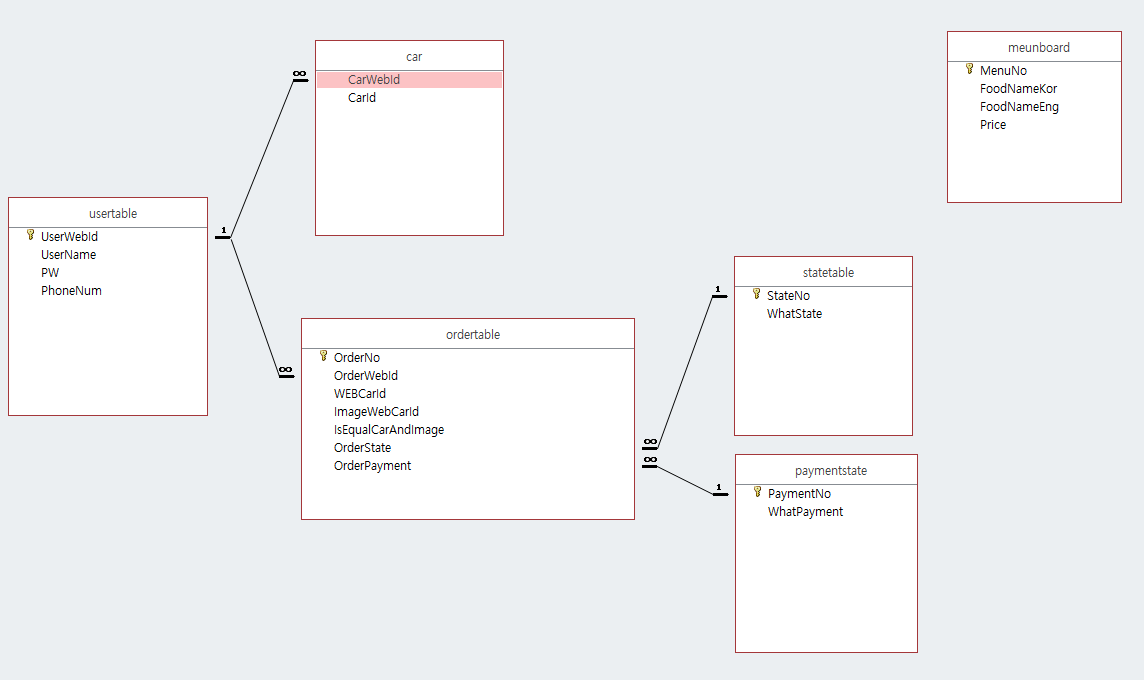 car
CarWebId
CarId
meunboard
MenuNo
FoodNameKor
FoodNameEng
Price
usertable
UserWebId
UserName
PW
PhoneNum
ordertable
OrderNo
OrderWebId
WEBCarId
ImageWebCarId
IsEqualCarAndImage
OrderState
OrderPayment
statetable
StateNo
WhatState
paymentstate
PaymentNo
WhatPayment
∞
1
∞
1
∞
∞
1